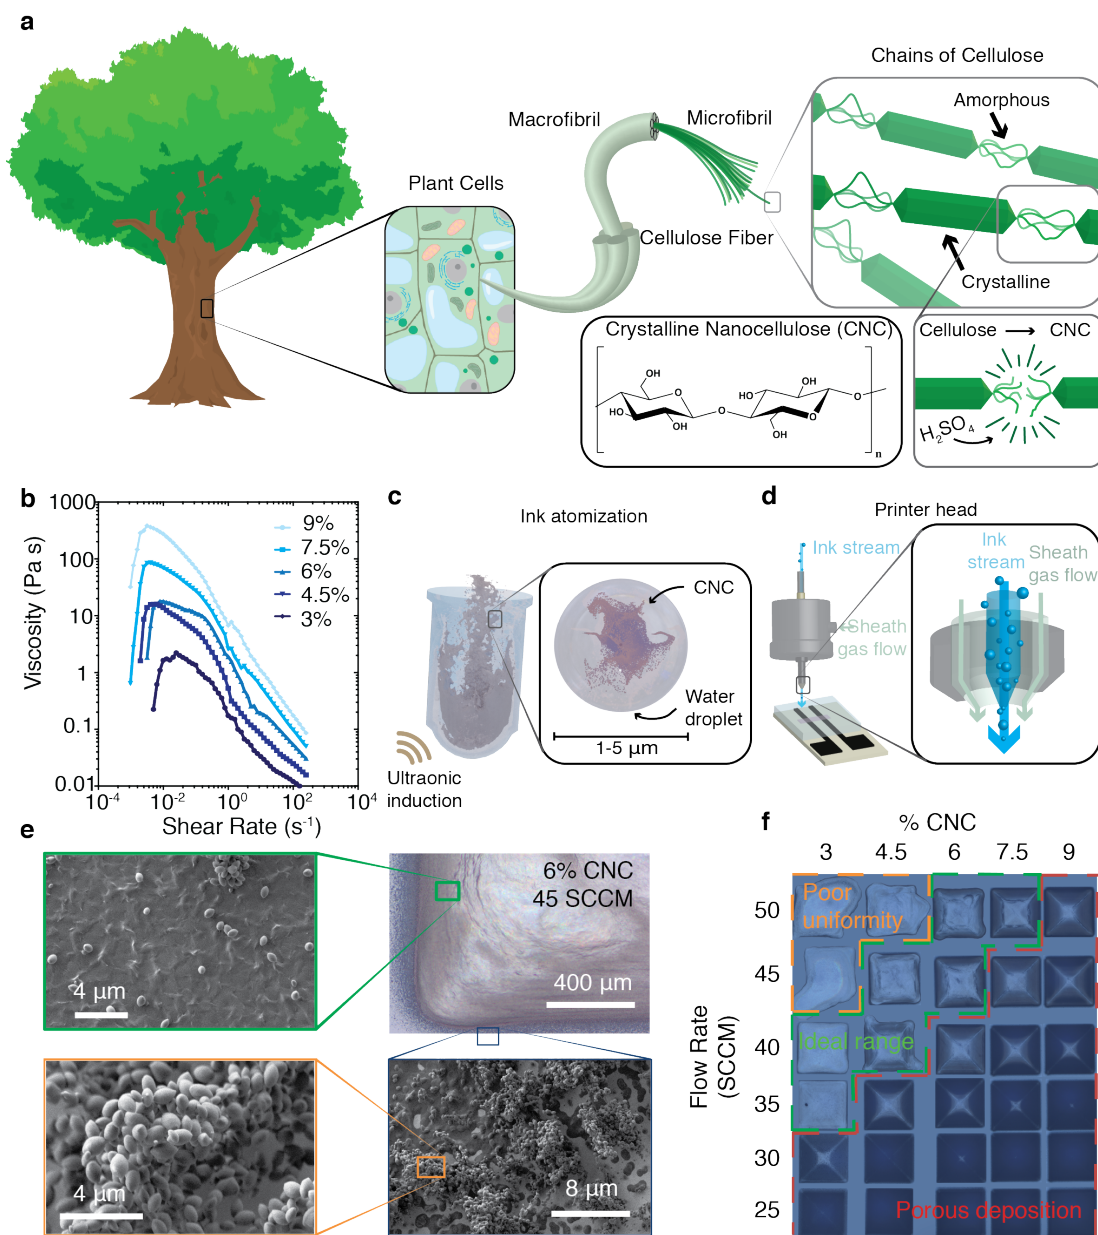 a
Chains of Cellulose
Amorphous
Macrofibril
Microfibril
Plant Cells
Cellulose Fiber
Crystalline
Crystalline Nanocellulose (CNC)
OH
HO
O
OH
HO
OH
O
HO
OH
O
OH
O
n
Cellulose → CNC
H2SO4
b
1000
100
10
1
0.1
0.01
Viscosity (Pa s)
9%
7.5%
6%
4.5%
3%
10-4
10-2
100
102
104
Shear Rate (s-1)
c
Ink atomization
CNC
Water
droplet
1-5 μm
Ultraonic
induction
d
Printer head
Ink stream
Sheath
gas flow
Ink
stream
Sheath
gas flow
e
4 μm
6% CNC
45 SCCM
400 μm
4 μm
8 μm
f
% CNC
3 4.5 6 7.5 9
Flow Rate
(SCCM)
50
45
40
35
30
25
Poor
uniformity
Ideal range
Porous deposition